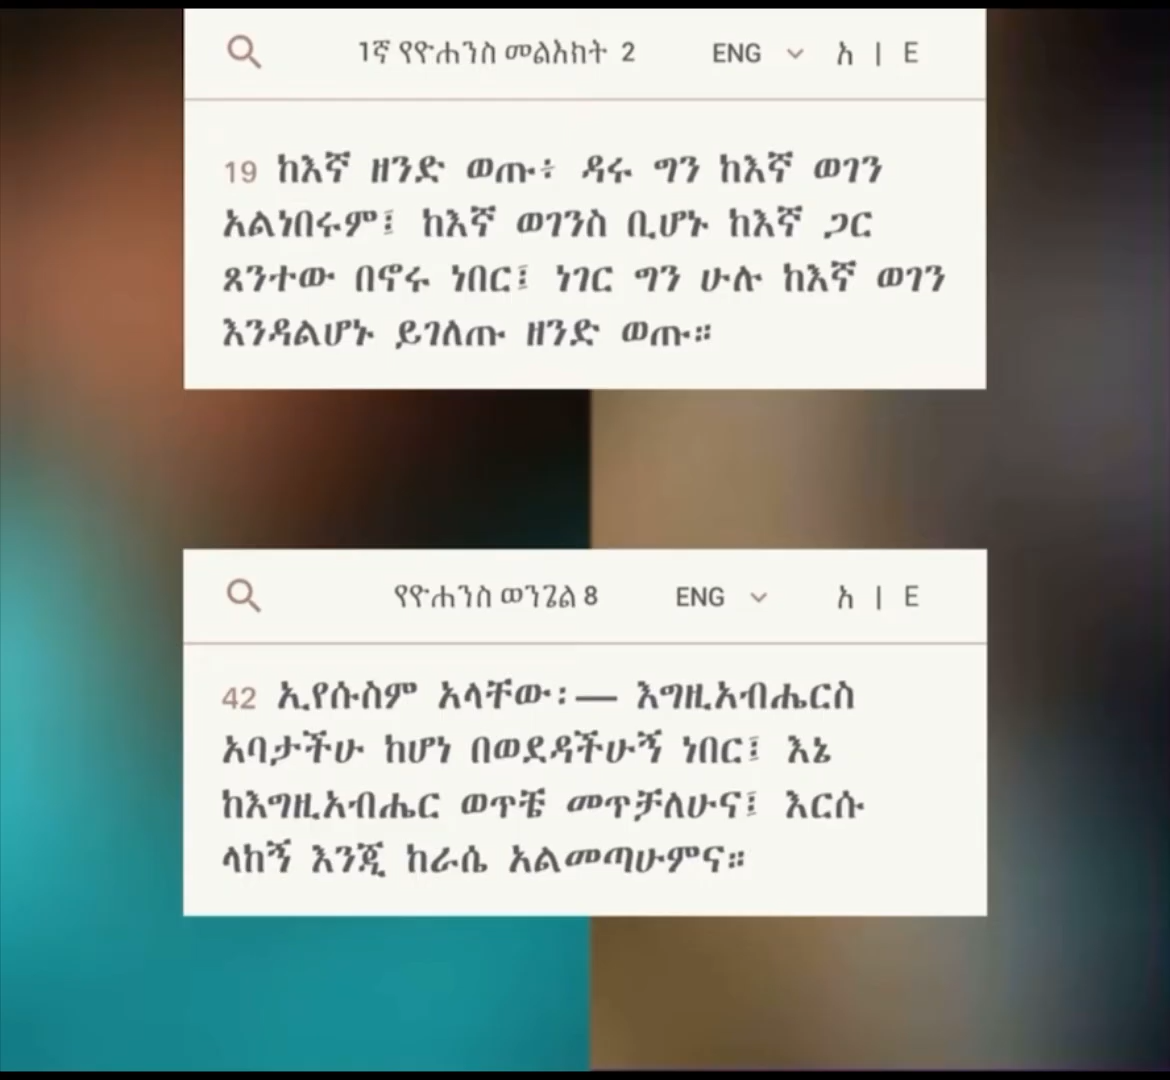 1ኛ የዮሐንስ መልእክት 2 ENG አ | E
19 ከእኛ ዘንድ ወጡ፥ ዳሩ ግን ከእኛ ወገን
አልነበሩም፤ ከእኛ ወገንስ ቢሆኑ ከእኛ ጋር
ጸንተው በኖሩ ነበር፤ ነገር ግን ሁሉ ከእኛ ወገን
እንዳልሆኑ ይገለጡ ዘንድ ወጡ።
የዮሐንስ ወንጌል 8 ENG አ | E
42 ኢየሱስም አላቸው፡— እግዚአብሔርስ
አባታችሁ ከሆነ በወደዳችሁኝ ነበር፤ እኔ
ከእግዚአብሔር ወጥቼ መጥቻለሁና፤ እርሱ
ላከኝ እንጂ ከራሴ አልመጣሁምና።